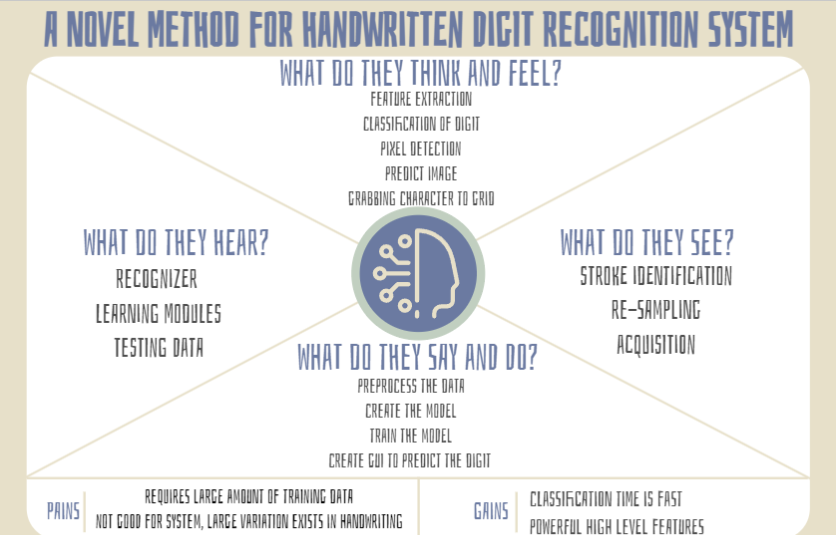 A NOVEL METHOD FOR HANDWRITTEN DIGIT RECOGNITION SYSTEM
WHAT DO THEY THINK AND FEEL?
FEATURE EXTRACTION
CLASSIFICATION OF DIGIT
PIXEL DETECTION
PREDICT IMAGE
GRABBING CHARACTER TO GRID
WHAT DO THEY HEAR?
RECOGNIZER
LEARNING MODULES
TESTING DATA
WHAT DO THEY SEE?
STROKE IDENTIFICATION
RE-SAMPLING
ACQUISITION
WHAT DO THEY SAY AND DO?
PREPROCESS THE DATA
CREATE THE MODEL
TRAIN THE MODEL
CREATE GUI TO PREDICT THE DIGIT
PAINS
REQUIRES LARGE AMOUNT OF TRAINING DATA
NOT GOOD FOR SYSTEM, LARGE VARIATION EXISTS IN HANDWRITING
GAINS
CLASSIFICATION TIME IS FAST
POWERFUL HIGH LEVEL FEATURES